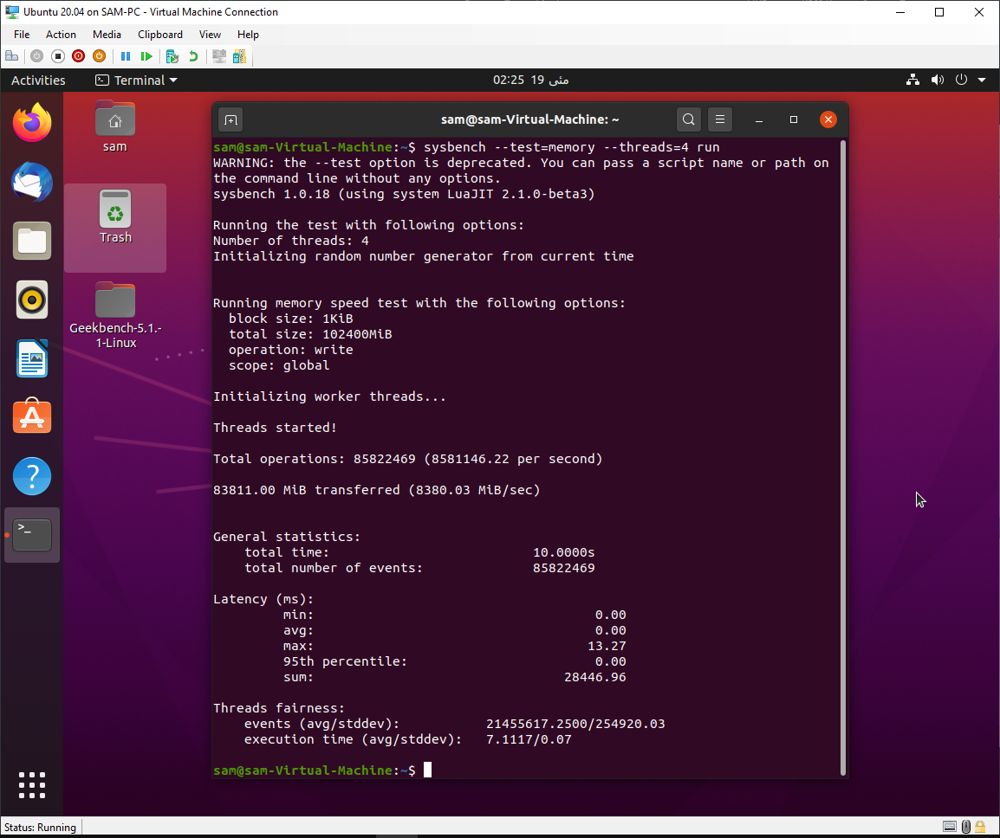 Ubuntu 20.04 on SAM-PC - Virtual Machine Connection
File Action Media Clipboard View Help
Activities Terminal 02:25 19 مئی
sam
Trash
Geekbench-5.1.-
1-Linux
sam@sam-Virtual-Machine: ~
sam@sam-Virtual-Machine:~$ sysbench --test=memory --threads=4 run
WARNING: the --test option is deprecated. You can pass a script name or path on
the command line without any options.
sysbench 1.0.18 (using system LuaJIT 2.1.0-beta3)
Running the test with following options:
Number of threads: 4
Initializing random number generator from current time
Running memory speed test with the following options:
block size: 1KiB
total size: 102400MiB
operation: write
scope: global
Initializing worker threads...
Threads started!
Total operations: 85822469 (8581146.22 per second)
83811.00 MiB transferred (8380.03 MiB/sec)
General statistics:
total time: 10.0000s
total number of events: 85822469
Latency (ms):
min: 0.00
avg: 0.00
max: 13.27
95th percentile: 0.00
sum: 28446.96
Threads fairness:
events (avg/stddev): 21455617.2500/254920.03
execution time (avg/stddev): 7.1117/0.07
sam@sam-Virtual-Machine:~$
Status: Running